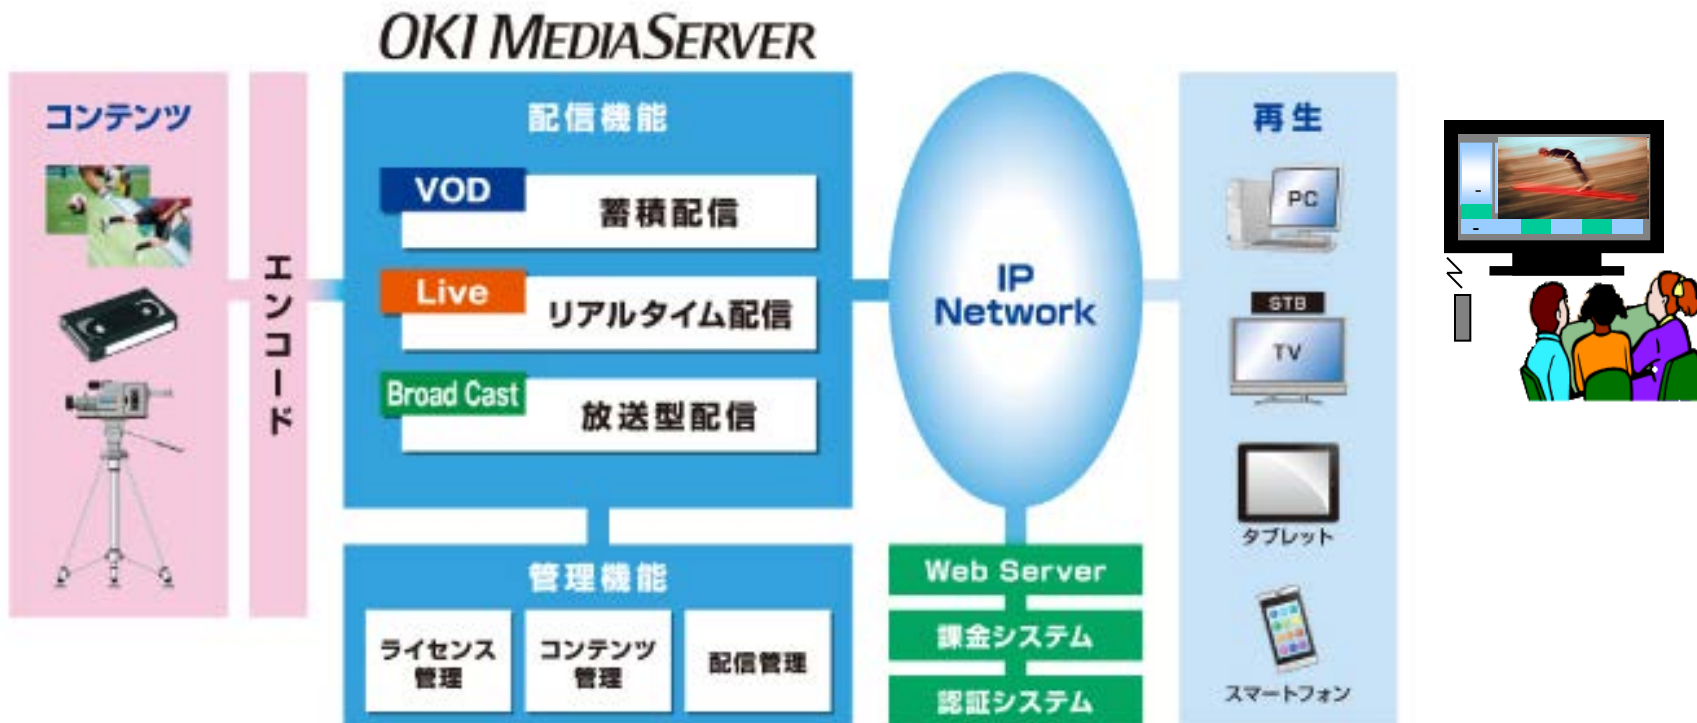 OKI MEDIASERVER
コンテンツ
エンコード
配信機能
VOD
蓄積配信
Live
リアルタイム配信
Broad Cast
放送型配信
管理機能
ライセンス
管理
コンテンツ
管理
配信管理
IP
Network
Web Server
課金システム
認証システム
再生
PC
STB
TV
タブレット
スマートフォン